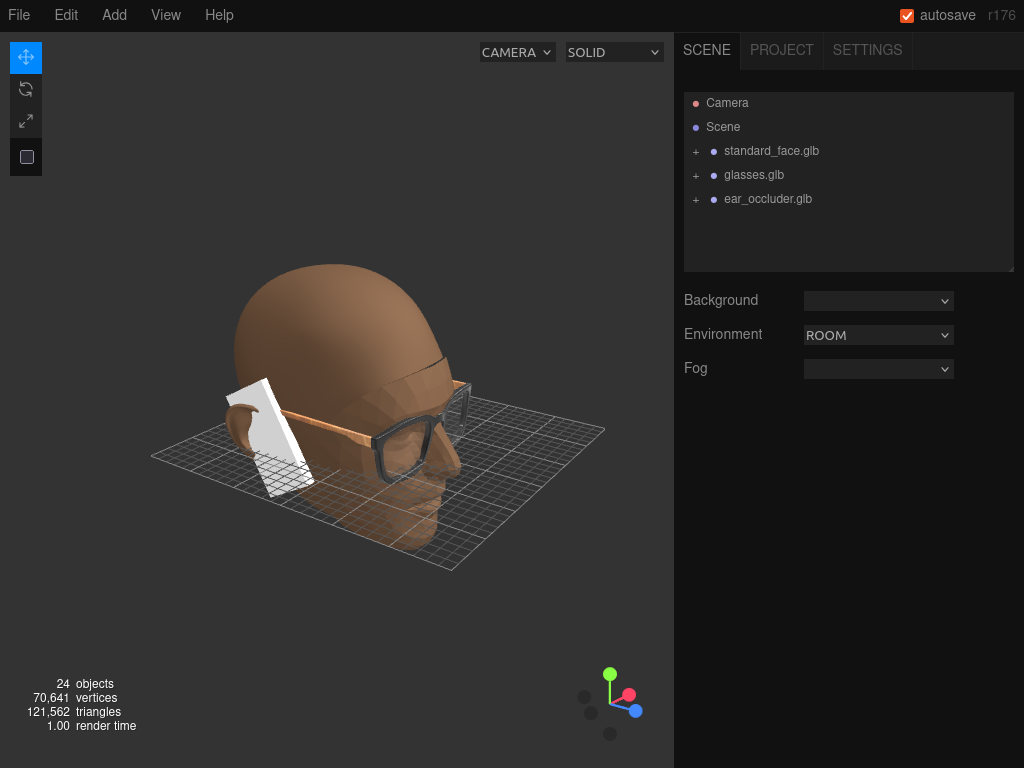 File Edit Add View Help autosave r176
CAMERA SOLID
SCENE PROJECT SETTINGS
Camera
Scene
+ standard_face.glb
+ glasses.glb
+ ear_occluder.glb
Background
Environment ROOM
Fog
24 objects
70,641 vertices
121,562 triangles
1.00 render time